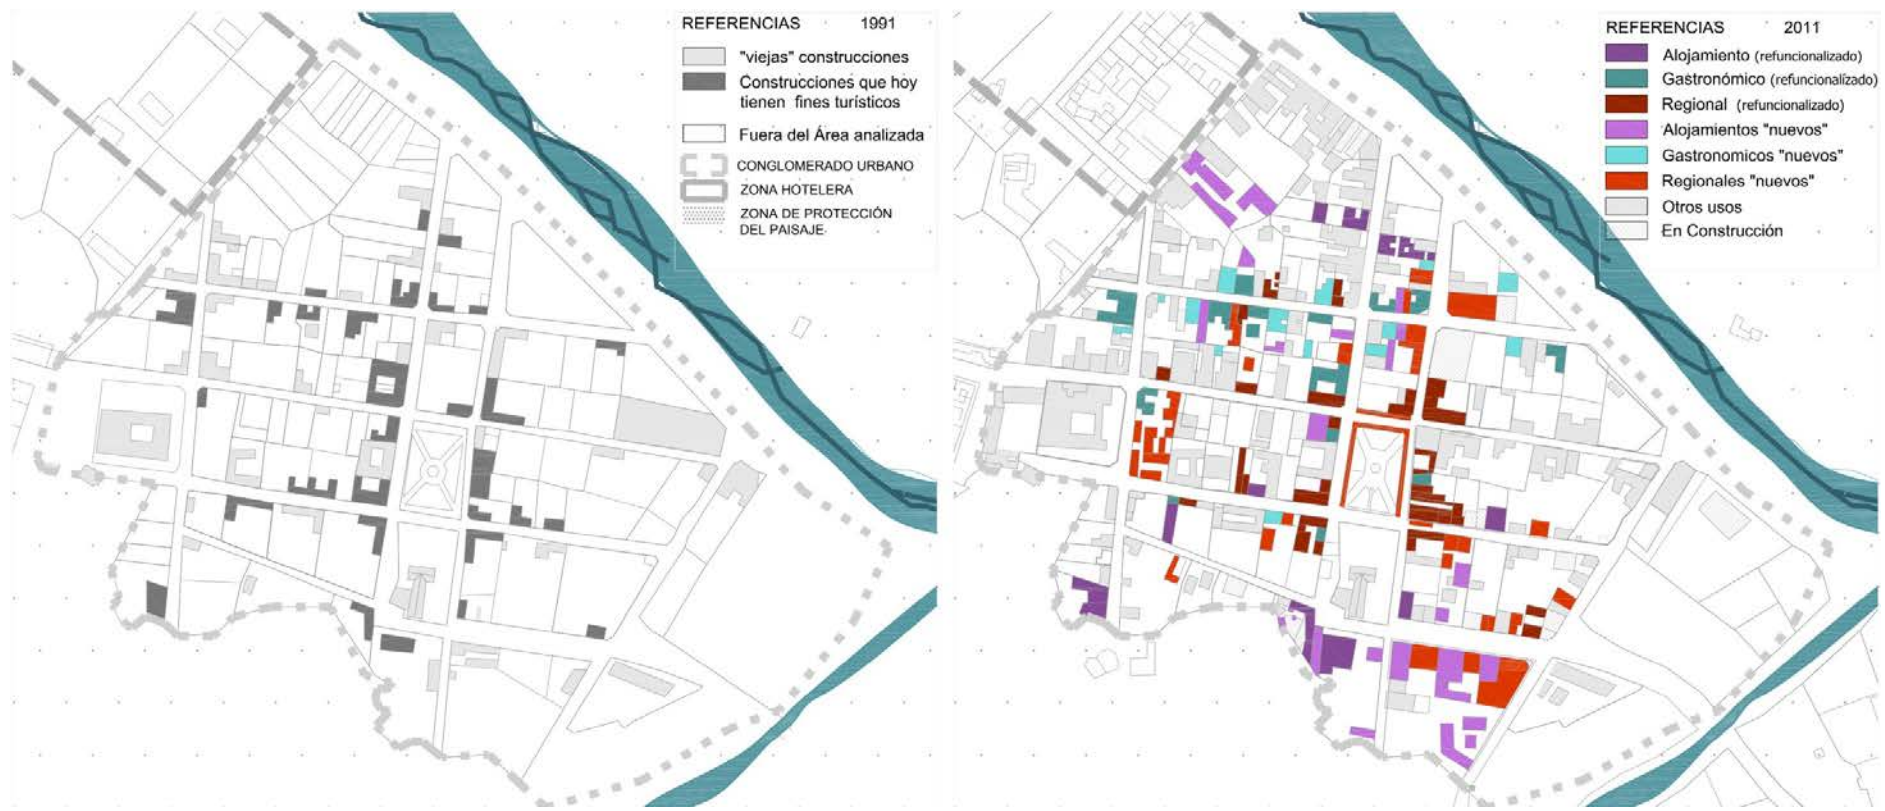 REFERENCIAS 1991
"viejas" construcciones
Construcciones que hoy
tienen fines turísticos
Fuera del Área analizada
CONGLOMERADO URBANO
ZONA HOTELERA
ZONA DE PROTECCIÓN
DEL PAISAJE
REFERENCIAS 2011
Alojamiento (refuncionalizado)
Gastronómico (refuncionalizado)
Regional (refuncionalizado)
Alojamientos "nuevos"
Gastronomicos "nuevos"
Regionales "nuevos"
Otros usos
En Construcción